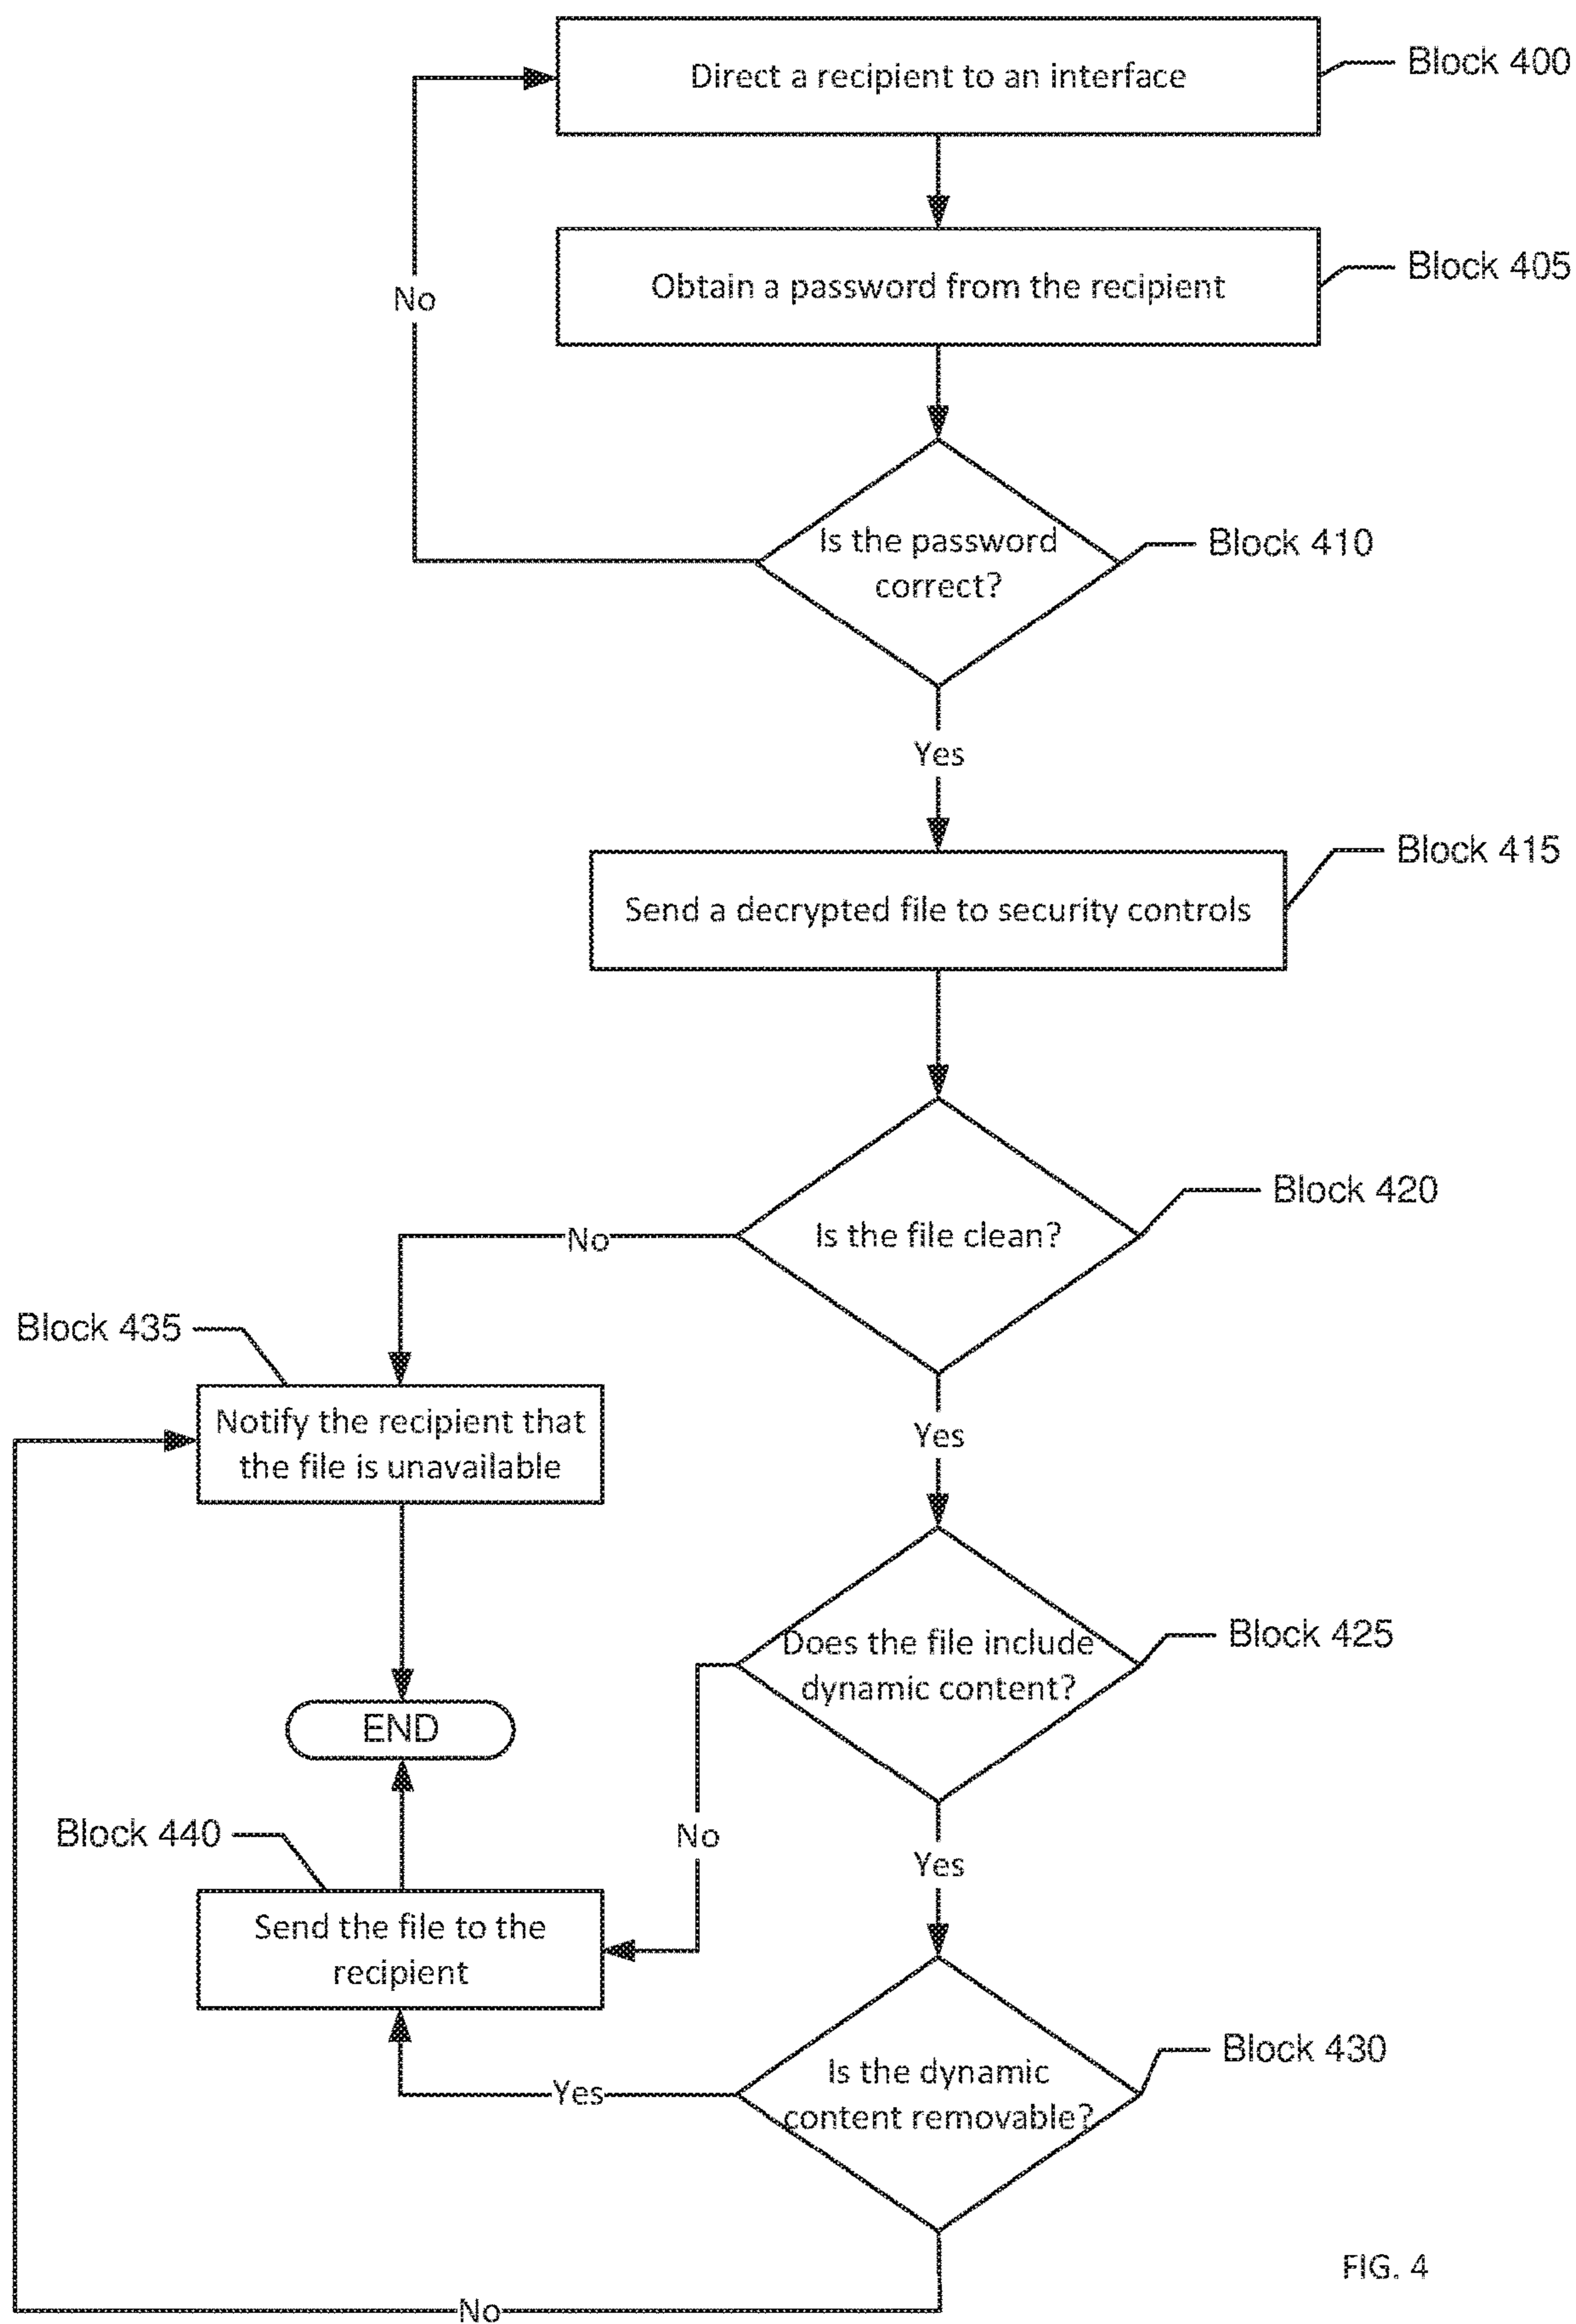 Direct a recipient to an interface
Block 400
Obtain a password from the recipient
Block 405
No
Is the password
correct?
Block 410
Yes
Send a decrypted file to security controls
Block 415
Is the file clean?
Block 420
No
Block 435
Notify the recipient that
the file is unavailable
Yes
Does the file include
dynamic content?
Block 425
END
No
Block 440
Yes
Send the file to the
recipient
Is the dynamic
content removable?
Block 430
Yes
No
FIG. 4